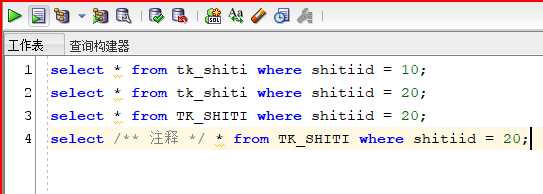 SQL
Aa
工作表 查询构建器
1 select * from tk_shiti where shitiid = 10;
2 select * from tk_shiti where shitiid = 20;
3 select * from TK_SHITI where shitiid = 20;
4 select /** 注释 */ * from TK_SHITI where shitiid = 20;